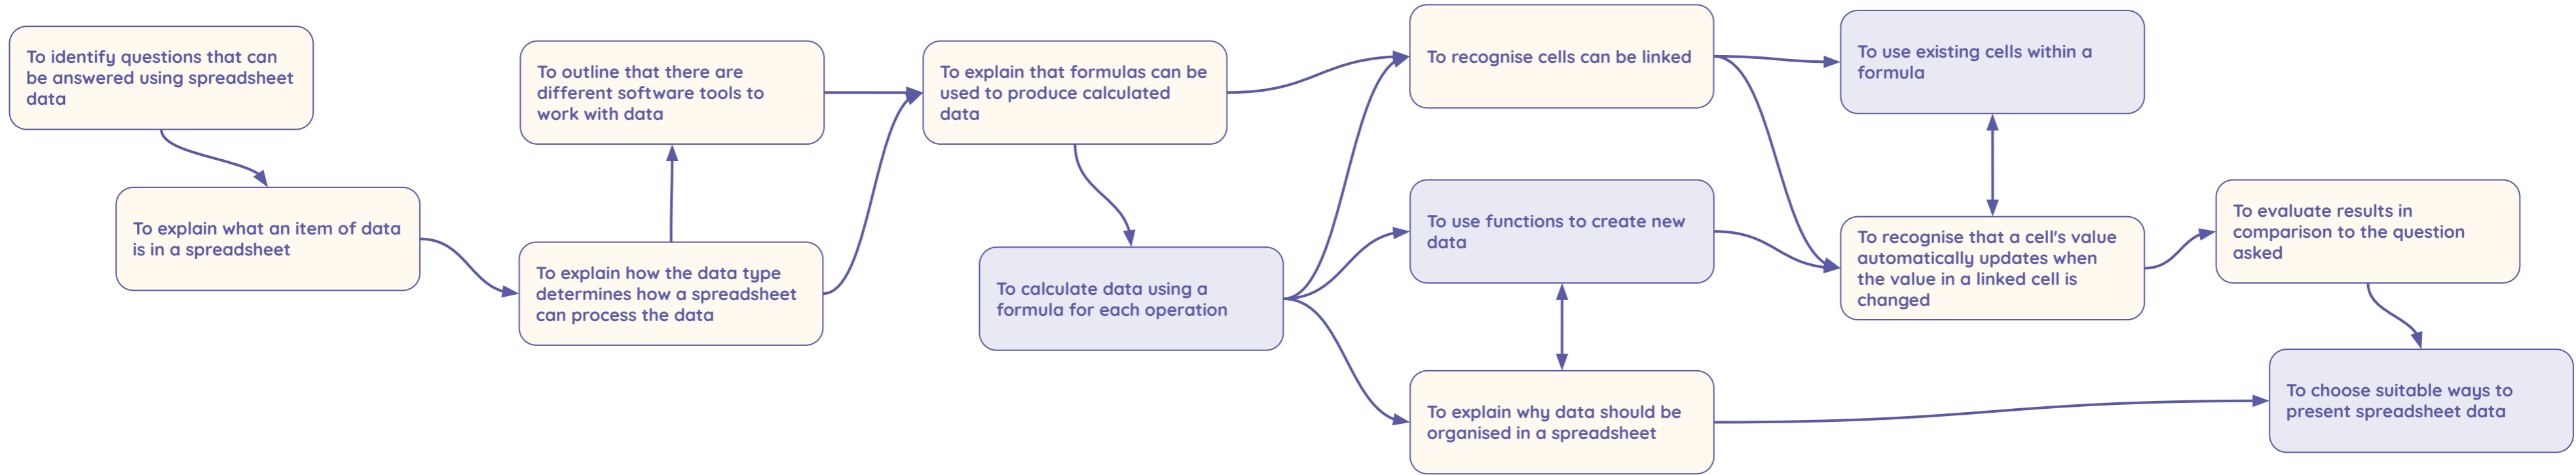 To identify questions that can
be answered using spreadsheet
data
To explain what an item of data
is in a spreadsheet
To outline that there are
different software tools to
work with data
To explain how the data type
determines how a spreadsheet
can process the data
To explain that formulas can be
used to produce calculated
data
To calculate data using a
formula for each operation
To recognise cells can be linked
To use functions to create new
data
To explain why data should be
organised in a spreadsheet
To use existing cells within a
formula
To recognise that a cell's value
automatically updates when
the value in a linked cell is
changed
To evaluate results in
comparison to the question
asked
To choose suitable ways to
present spreadsheet data